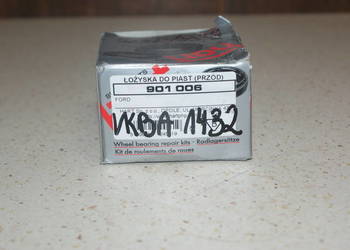 ŁOŻYSKA DO PIAST (PRZÓD)
901 006
FORD
VKBA 1432
Wheel bearing repair kits - Radlagersätze
Kit de roulements de roues